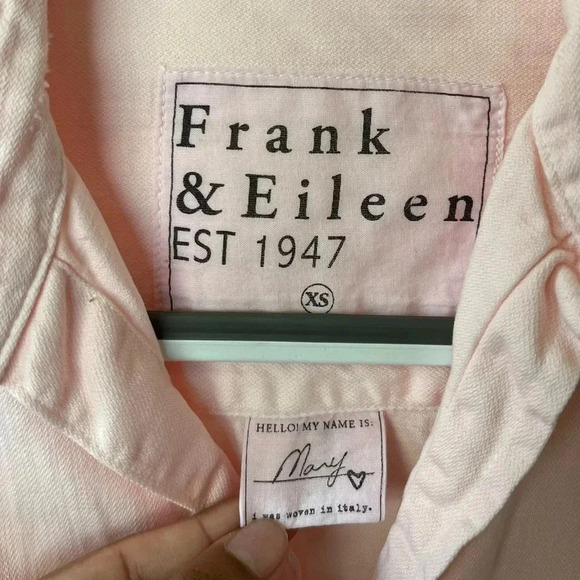 Frank
& Eileen
EST 1947
XS
HELLO! MY NAME IS:
Mary
i was woven in italy.